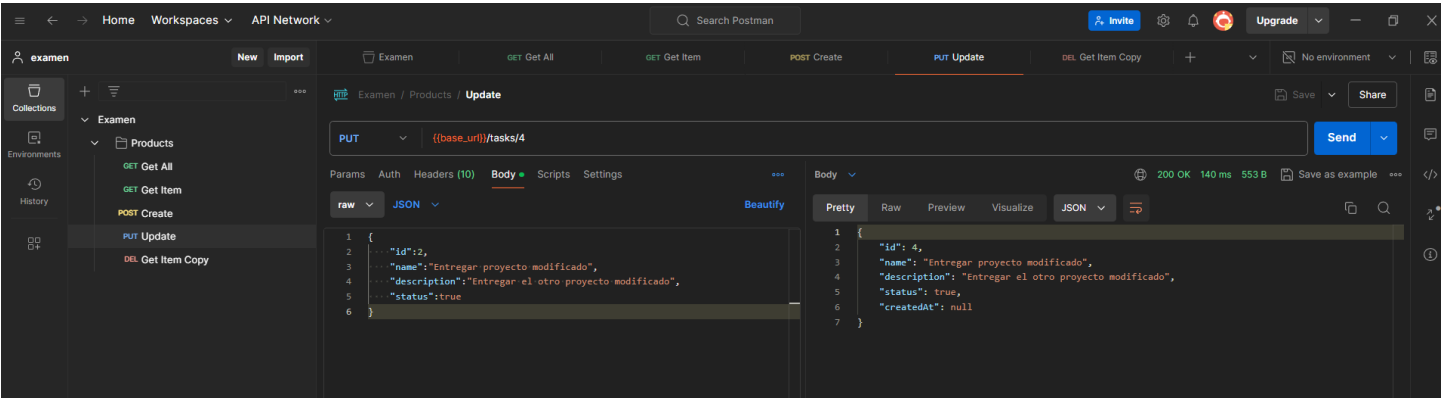 Home Workspaces API Network Search Postman Invite Upgrade
examen New Import Examen GET Get All GET Get Item POST Create PUT Update DEL Get Item Copy No environment
Collections
Environments
History
Examen
Products
GET Get All
GET Get Item
POST Create
PUT Update
DEL Get Item Copy
HTTP Examen / Products / Update Save Share
PUT {{base_url}}/tasks/4 Send
Params Auth Headers (10) Body Scripts Settings
raw JSON Beautify
1 {
2 "id":2,
3 "name":"Entregar proyecto modificado",
4 "description":"Entregar el otro proyecto modificado",
5 "status":true
6 }
Body 200 OK 140 ms 553 B Save as example
Pretty Raw Preview Visualize JSON
1 {
2 "id": 4,
3 "name": "Entregar proyecto modificado",
4 "description": "Entregar el otro proyecto modificado",
5 "status": true,
6 "createdAt": null
7 }